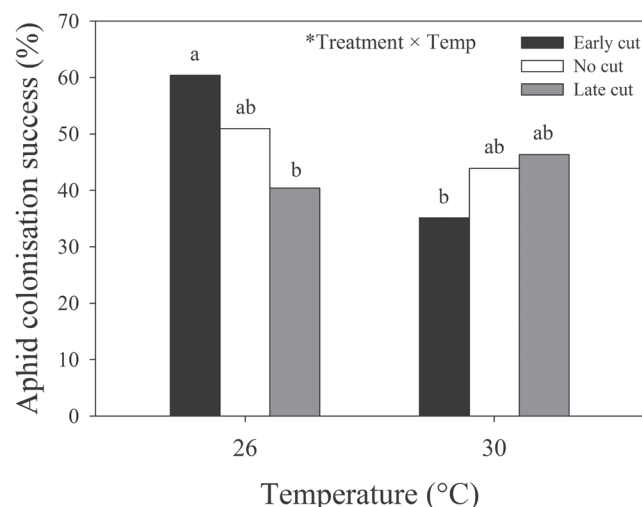 Aphid colonisation success (%)
70
60
50
40
30
20
10
0
*Treatment × Temp
Early cut
No cut
Late cut
a
ab
b
b
ab
ab
26
30
Temperature (°C)